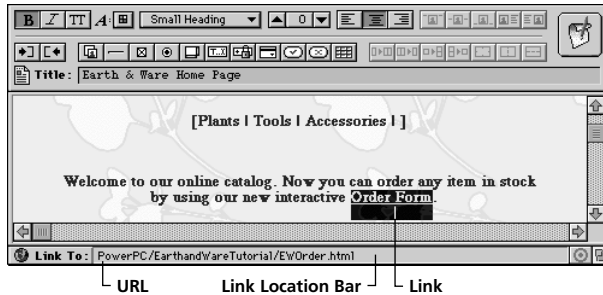 B I TT A: Small Heading 0
Title: Earth & Ware Home Page
[Plants | Tools | Accessories | ]
Welcome to our online catalog. Now you can order any item in stock
by using our new interactive Order Form.
Link To: PowerPC/EarthandWareTutorial/EWOrder.html
URL Link Location Bar Link